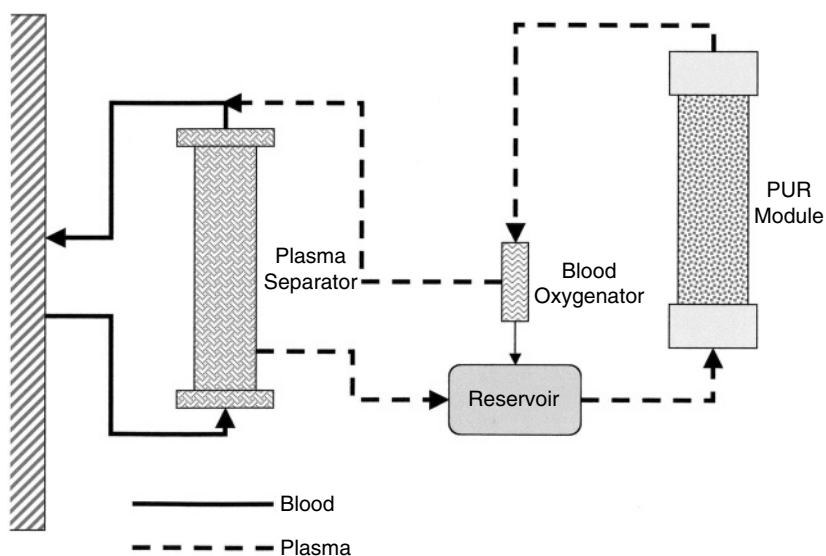 PUR
Module
Plasma
Separator
Blood
Oxygenator
Reservoir
Blood
Plasma